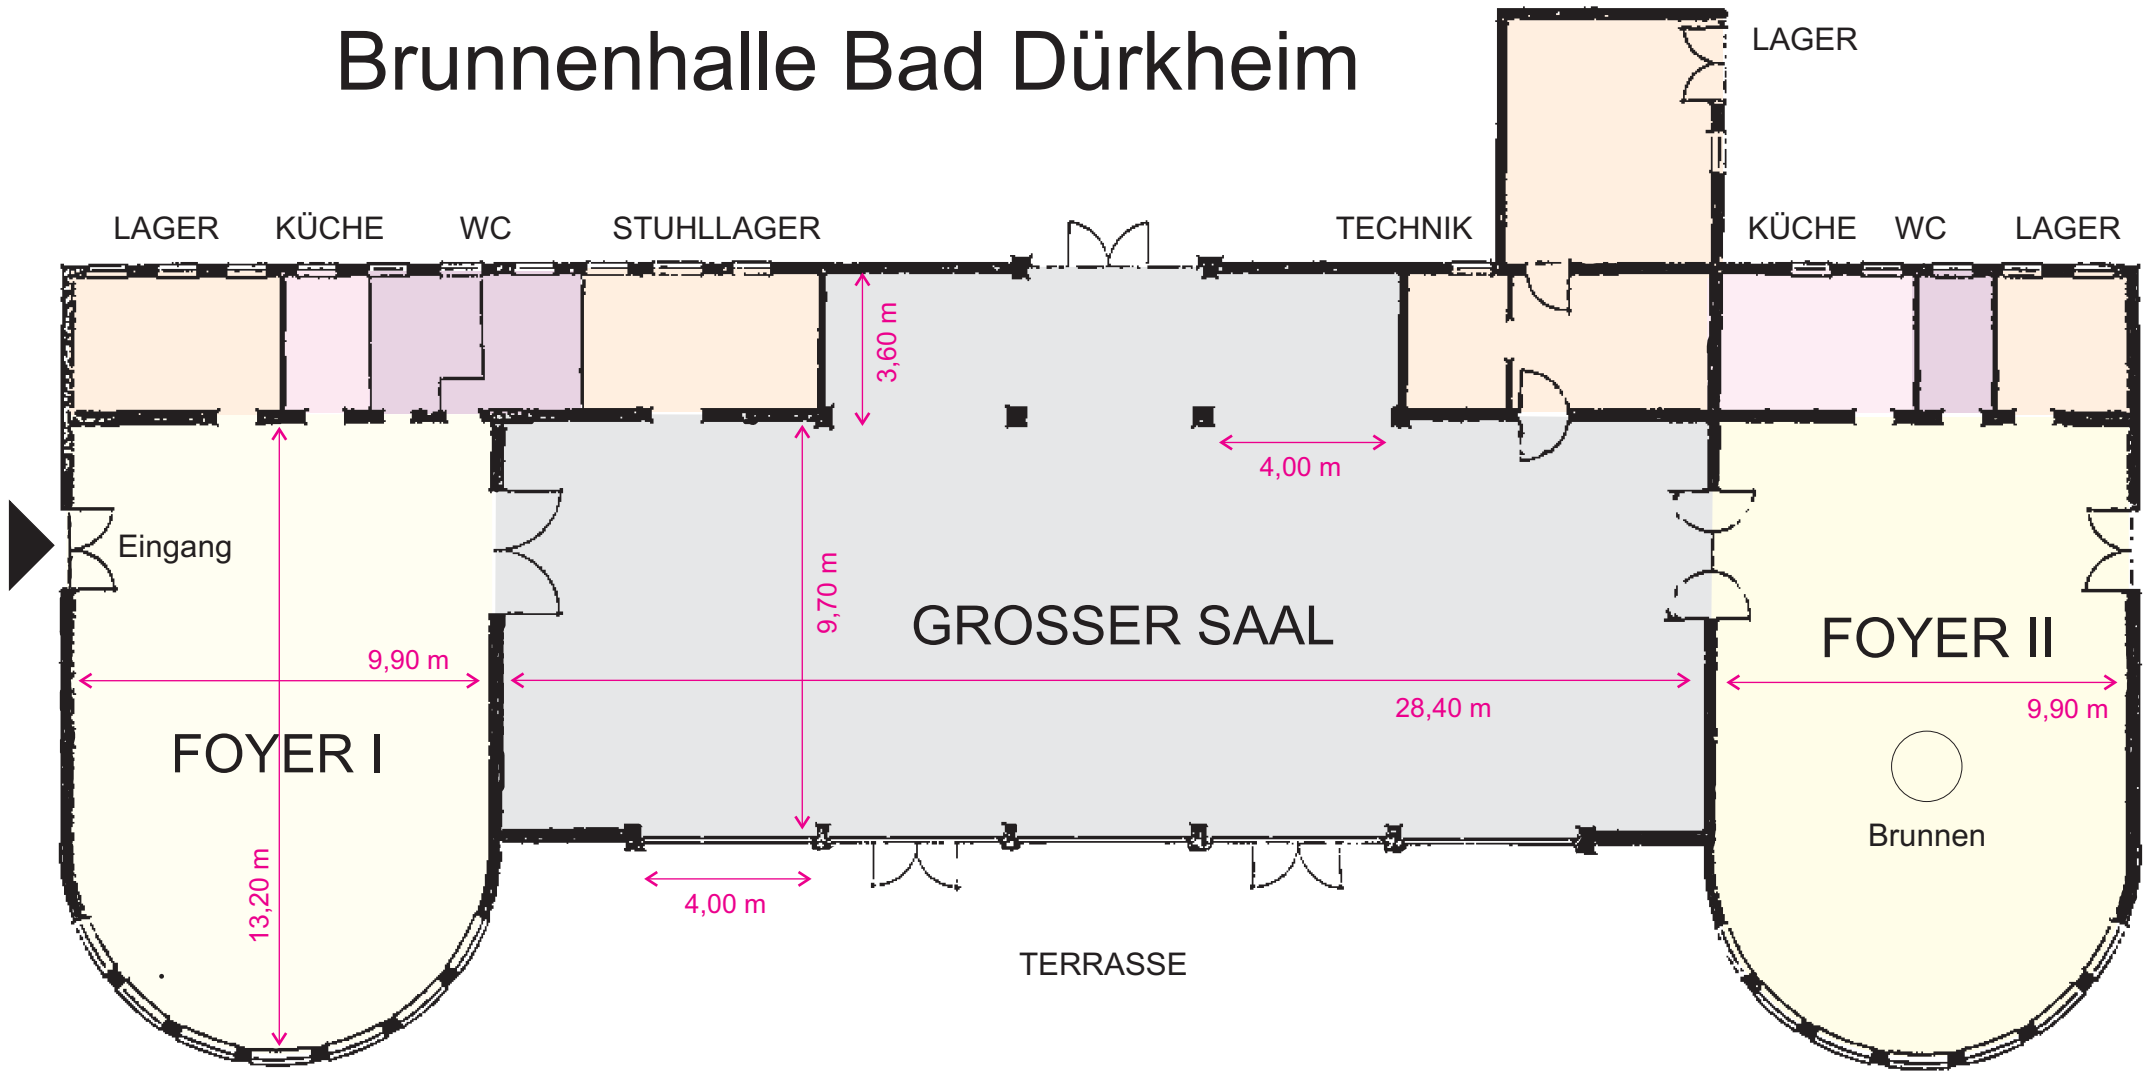 Brunnenhalle Bad Dürkheim
LAGER
LAGER
KÜCHE
WC
STUHLLAGER
TECHNIK
KÜCHE
WC
LAGER
3,60 m
4,00 m
Eingang
9,70 m
GROSSER SAAL
FOYER II
9,90 m
28,40 m
9,90 m
FOYER I
Brunnen
13,20 m
4,00 m
TERRASSE